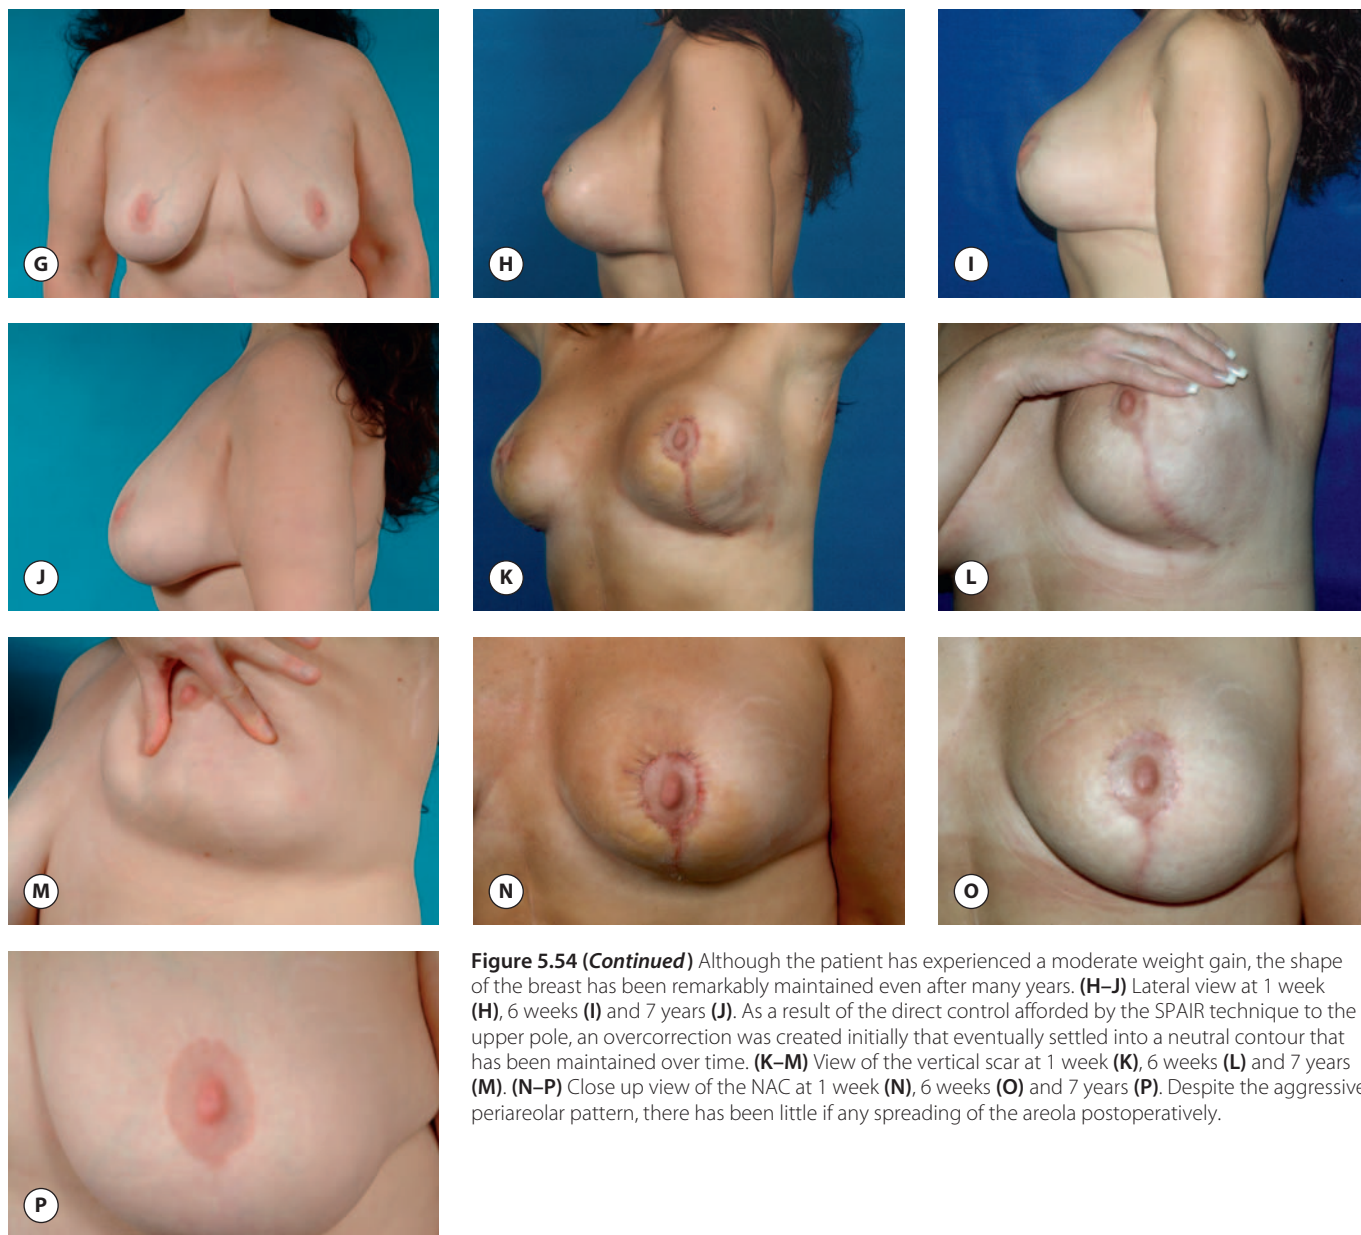 G
H
I
J
K
L
M
N
O
P
Figure 5.54 (Continued) Although the patient has experienced a moderate weight gain, the shape
of the breast has been remarkably maintained even after many years. (H–J) Lateral view at 1 week
(H), 6 weeks (I) and 7 years (J). As a result of the direct control afforded by the SPAIR technique to the
upper pole, an overcorrection was created initially that eventually settled into a neutral contour that
has been maintained over time. (K–M) View of the vertical scar at 1 week (K), 6 weeks (L) and 7 years
(M). (N–P) Close up view of the NAC at 1 week (N), 6 weeks (O) and 7 years (P). Despite the aggressive
periareolar pattern, there has been little if any spreading of the areola postoperatively.